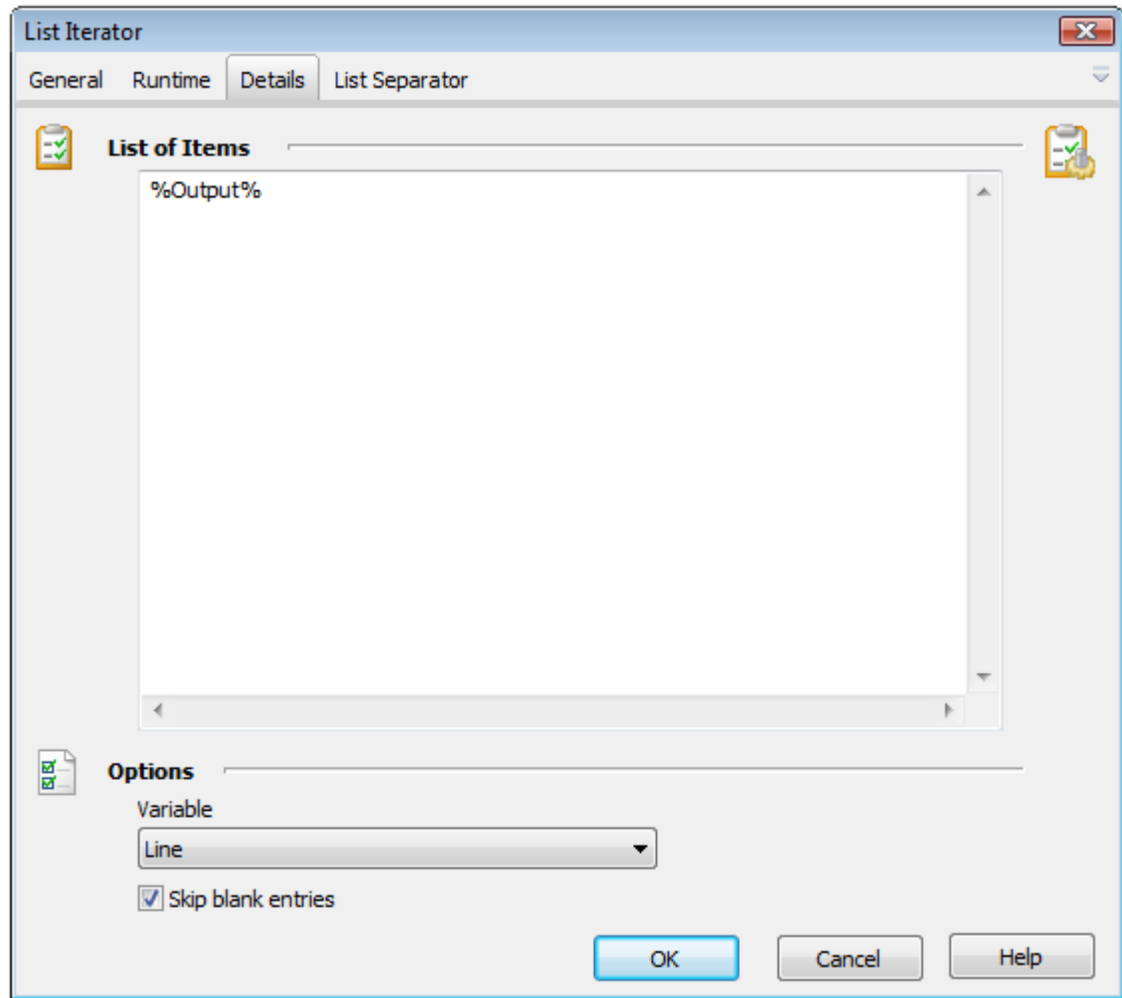 List Iterator
General Runtime Details List Separator
List of Items
%Output%
Options
Variable
Line
Skip blank entries
OK Cancel Help